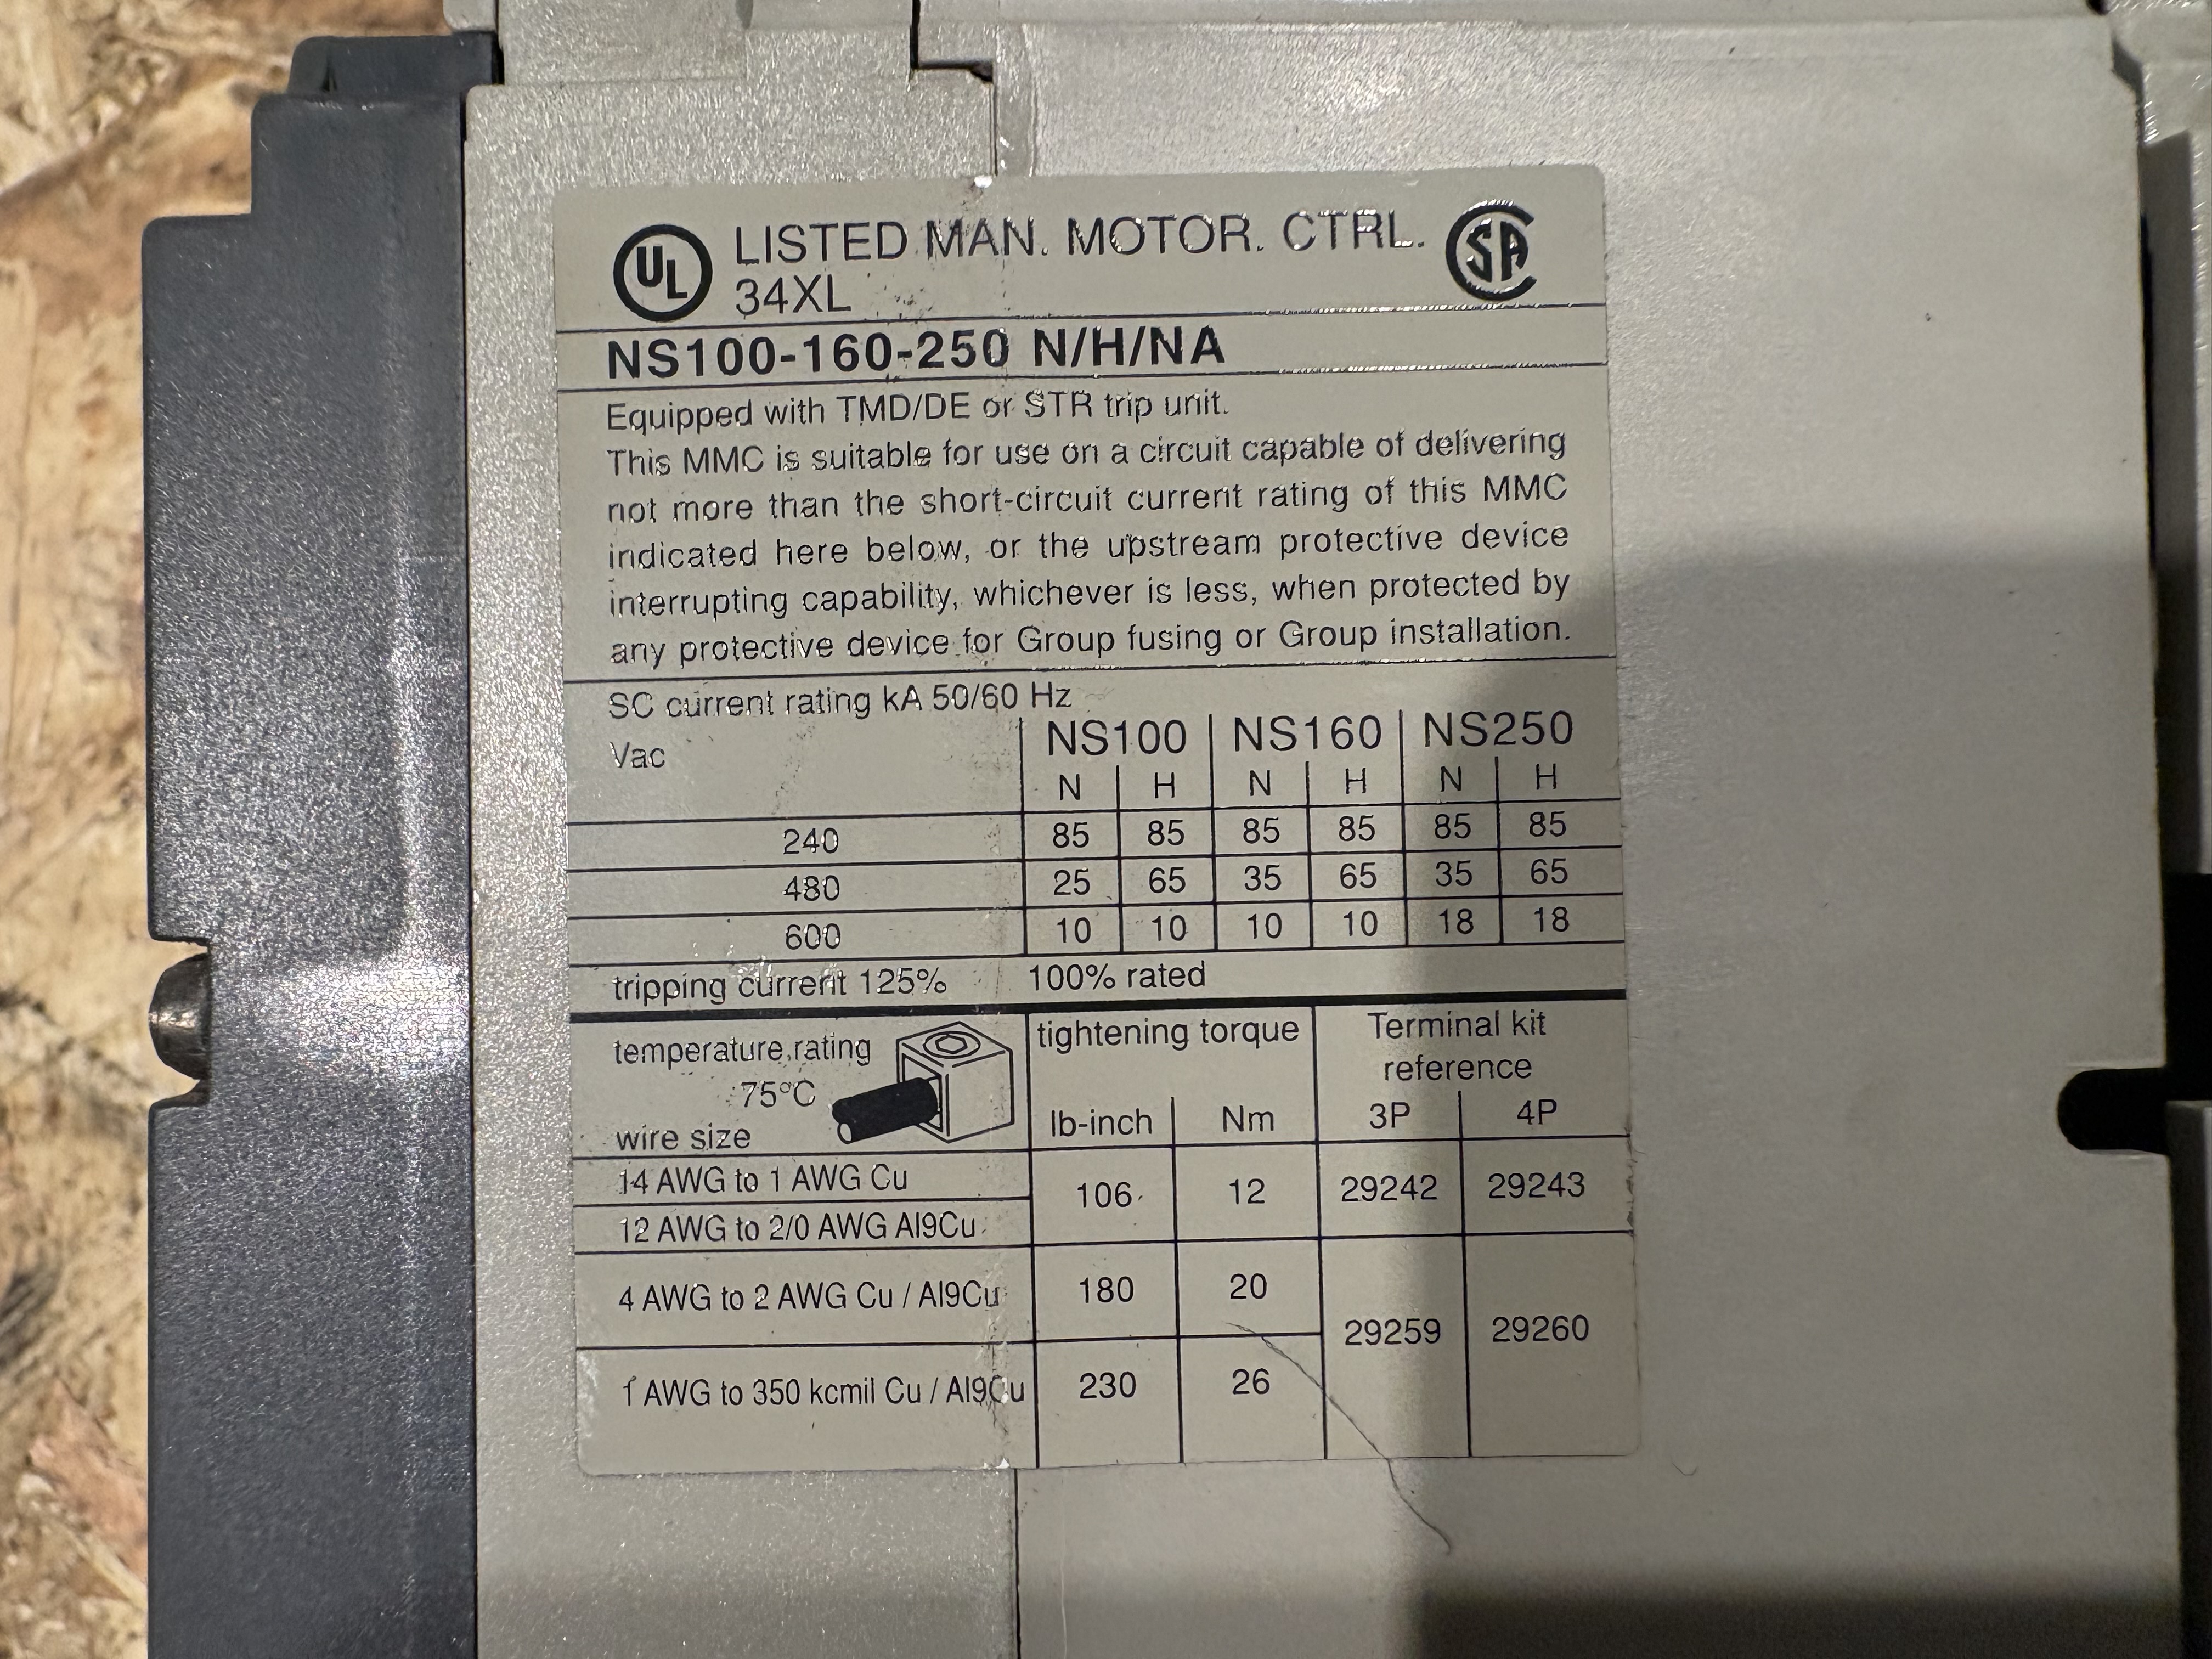 UL LISTED MAN. MOTOR. CTRL. SA
34XL
NS100-160-250 N/H/NA
Equipped with TMD/DE or STR trip unit.
This MMC is suitable for use on a circuit capable of delivering
not more than the short-circuit current rating of this MMC
indicated here below, or the upstream protective device
interrupting capability, whichever is less, when protected by
any protective device for Group fusing or Group installation.
SC current rating kA 50/60 Hz
Vac NS100 NS160 NS250
N H N H N H
240 85 85 85 85 85 85
480 25 65 35 65 35 65
600 10 10 10 10 18 18
tripping current 125% 100% rated
temperature rating tightening torque Terminal kit
reference
75°C
wire size lb-inch Nm 3P 4P
14 AWG to 1 AWG Cu 106 12 29242 29243
12 AWG to 2/0 AWG Al9Cu
4 AWG to 2 AWG Cu / Al9Cu 180 20 29259 29260
1 AWG to 350 kcmil Cu / Al9Cu 230 26